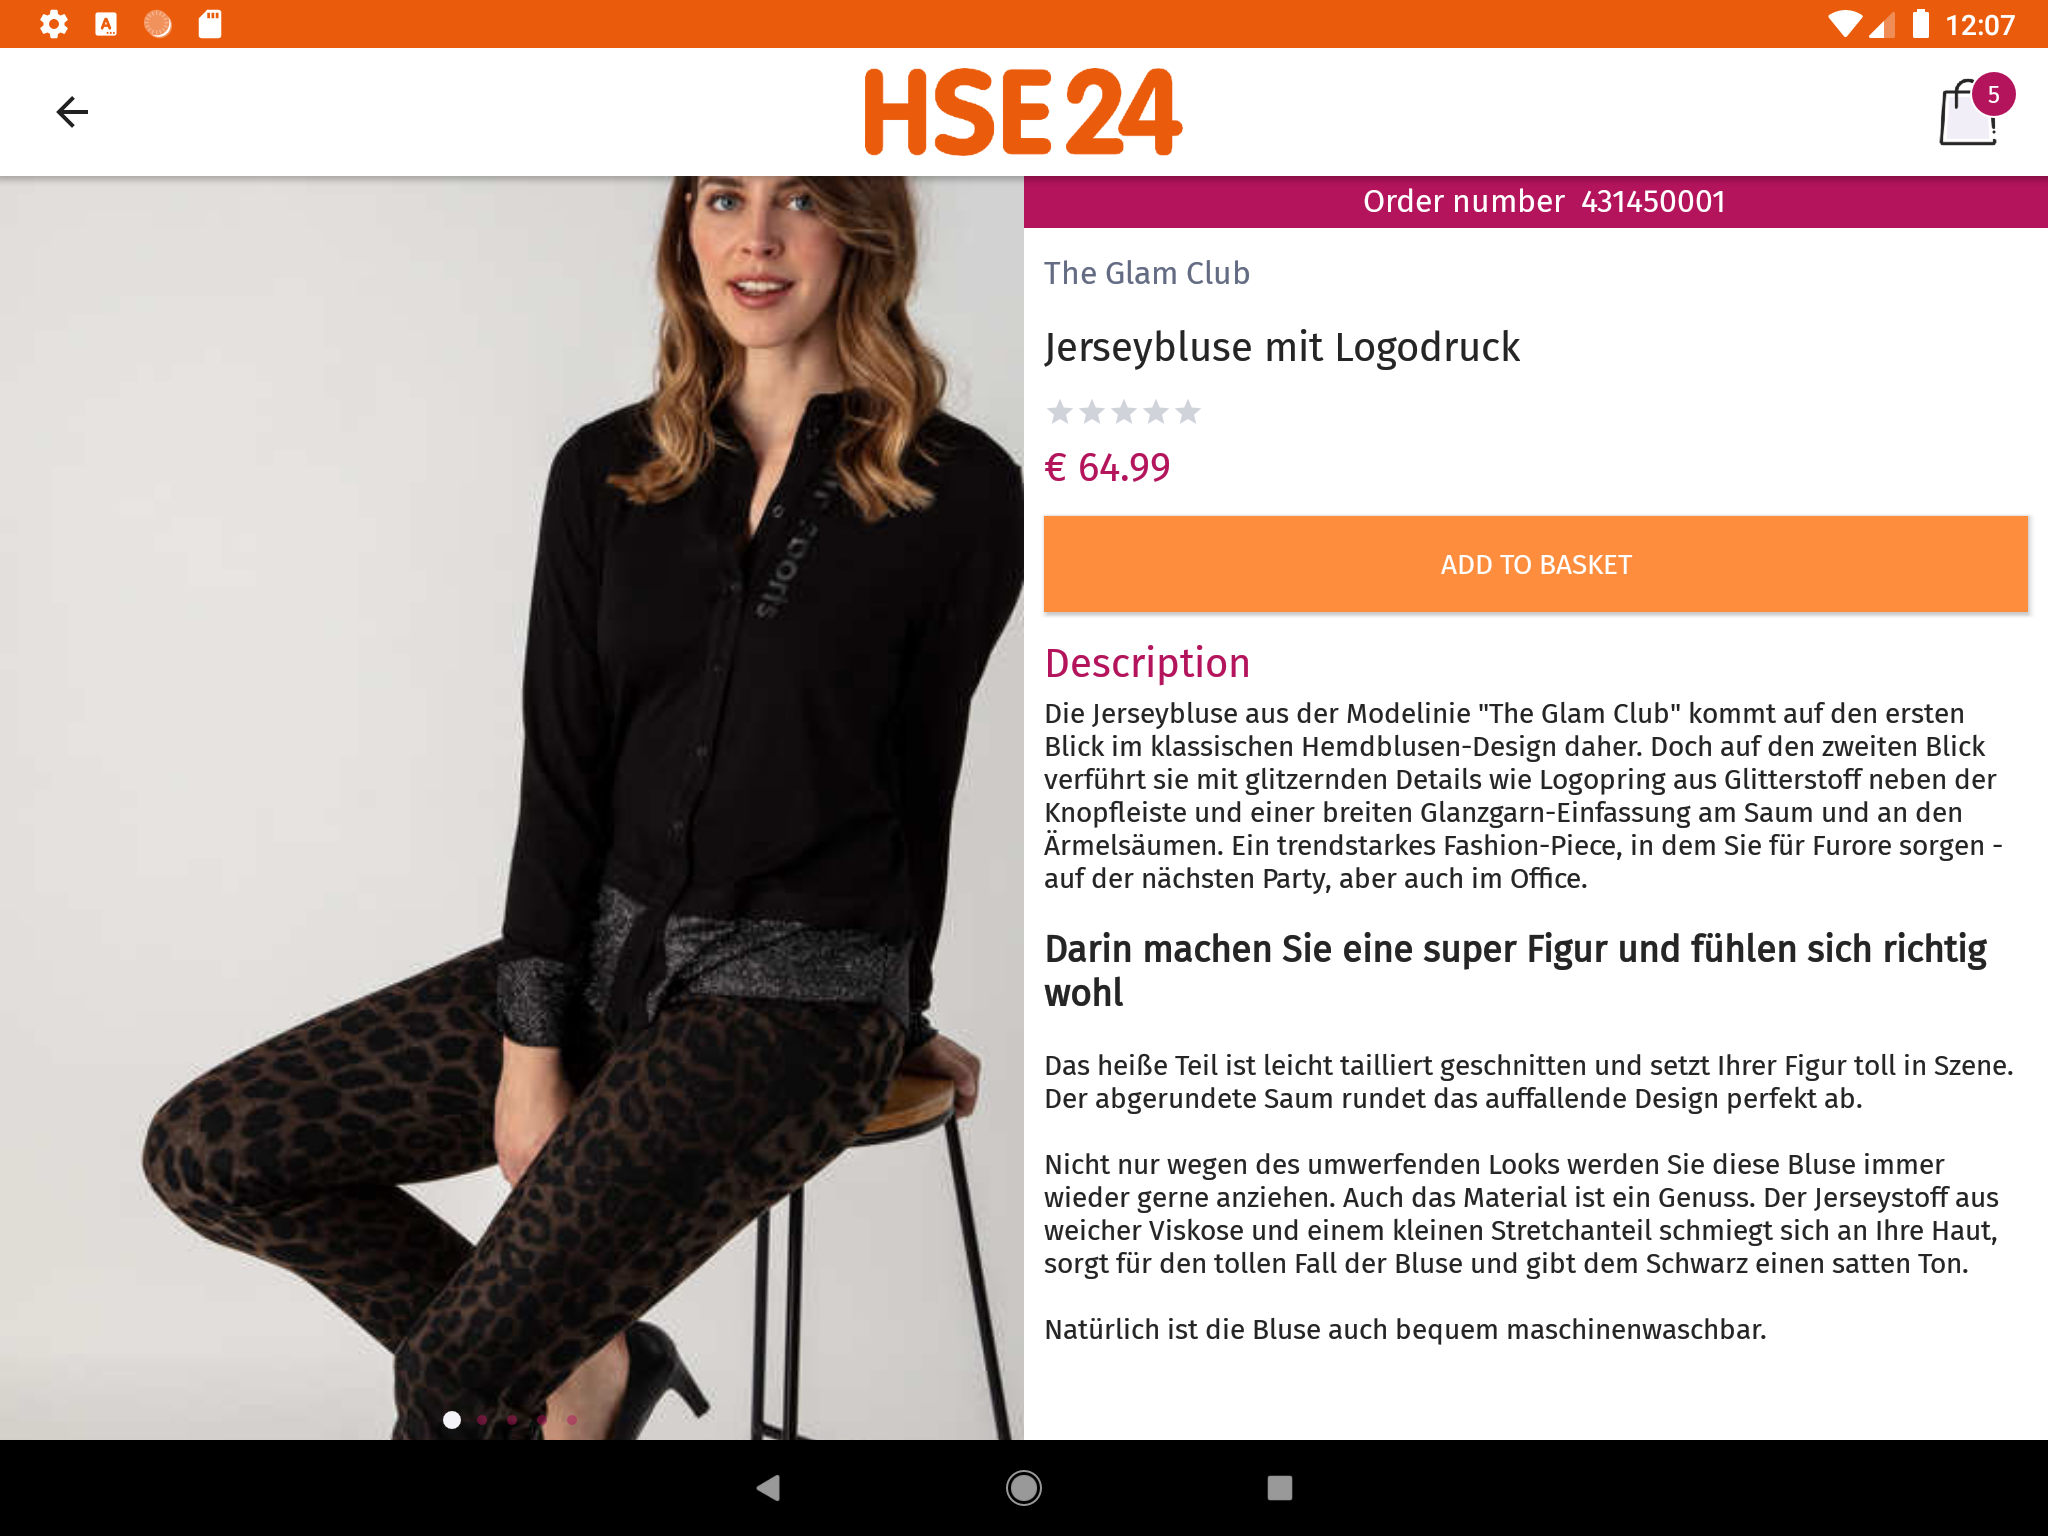 12:07
HSE24
5
Order number 431450001
The Glam Club
Jerseybluse mit Logodruck
€ 64.99
ADD TO BASKET
Description
Die Jerseybluse aus der Modelinie "The Glam Club" kommt auf den ersten
Blick im klassischen Hemdblusen-Design daher. Doch auf den zweiten Blick
verführt sie mit glitzernden Details wie Logopring aus Glitterstoff neben der
Knopfleiste und einer breiten Glanzgarn-Einfassung am Saum und an den
Ärmelsäumen. Ein trendstarkes Fashion-Piece, in dem Sie für Furore sorgen -
auf der nächsten Party, aber auch im Office.
Darin machen Sie eine super Figur und fühlen sich richtig
wohl
Das heiße Teil ist leicht tailliert geschnitten und setzt Ihrer Figur toll in Szene.
Der abgerundete Saum rundet das auffallende Design perfekt ab.
Nicht nur wegen des umwerfenden Looks werden Sie diese Bluse immer
wieder gerne anziehen. Auch das Material ist ein Genuss. Der Jerseystoff aus
weicher Viskose und einem kleinen Stretchanteil schmiegt sich an Ihre Haut,
sorgt für den tollen Fall der Bluse und gibt dem Schwarz einen satten Ton.
Natürlich ist die Bluse auch bequem maschinenwaschbar.